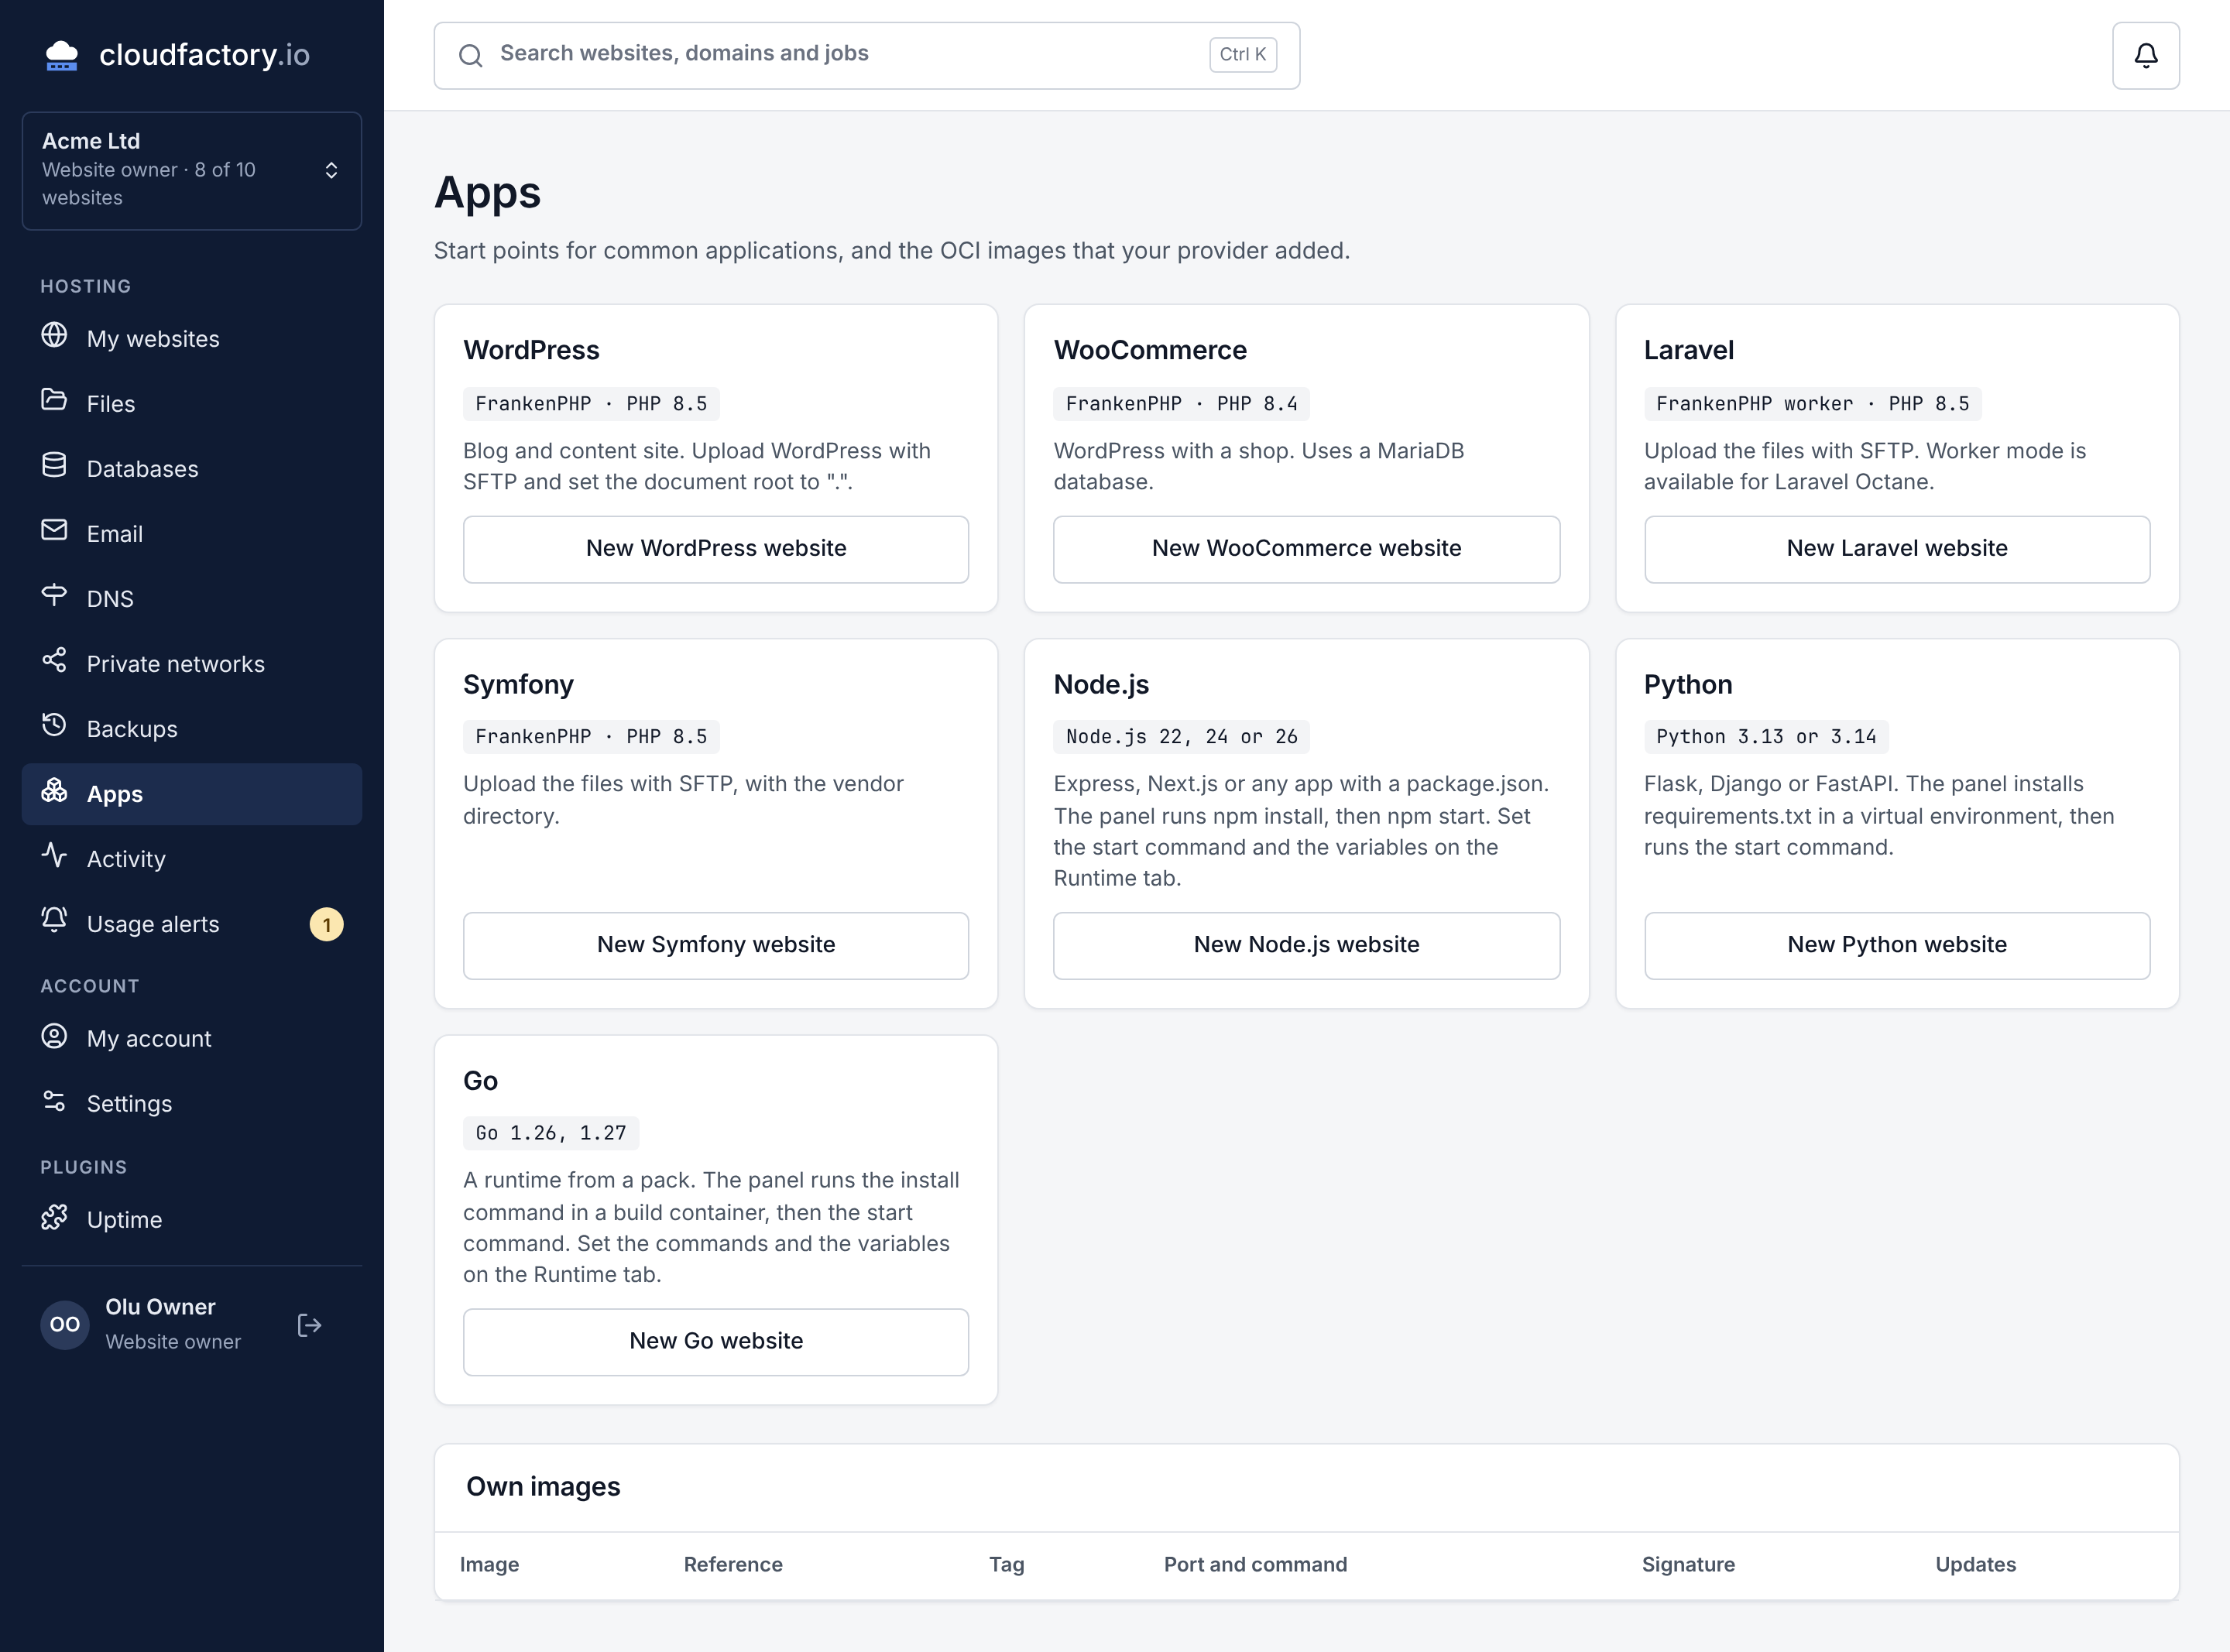 cloudfactory.io
Acme Ltd
Website owner · 8 of 10
websites
HOSTING
My websites
Files
Databases
Email
DNS
Private networks
Backups
Apps
Activity
Usage alerts 1
ACCOUNT
My account
Settings
PLUGINS
Uptime
OO
Olu Owner
Website owner
Search websites, domains and jobs Ctrl K
Apps
Start points for common applications, and the OCI images that your provider added.
WordPress
FrankenPHP · PHP 8.5
Blog and content site. Upload WordPress with
SFTP and set the document root to ".".
New WordPress website
WooCommerce
FrankenPHP · PHP 8.4
WordPress with a shop. Uses a MariaDB
database.
New WooCommerce website
Laravel
FrankenPHP worker · PHP 8.5
Upload the files with SFTP. Worker mode is
available for Laravel Octane.
New Laravel website
Symfony
FrankenPHP · PHP 8.5
Upload the files with SFTP, with the vendor
directory.
New Symfony website
Node.js
Node.js 22, 24 or 26
Express, Next.js or any app with a package.json.
The panel runs npm install, then npm start. Set
the start command and the variables on the
Runtime tab.
New Node.js website
Python
Python 3.13 or 3.14
Flask, Django or FastAPI. The panel installs
requirements.txt in a virtual environment, then
runs the start command.
New Python website
Go
Go 1.26, 1.27
A runtime from a pack. The panel runs the install
command in a build container, then the start
command. Set the commands and the variables
on the Runtime tab.
New Go website
Own images
Image Reference Tag Port and command Signature Updates